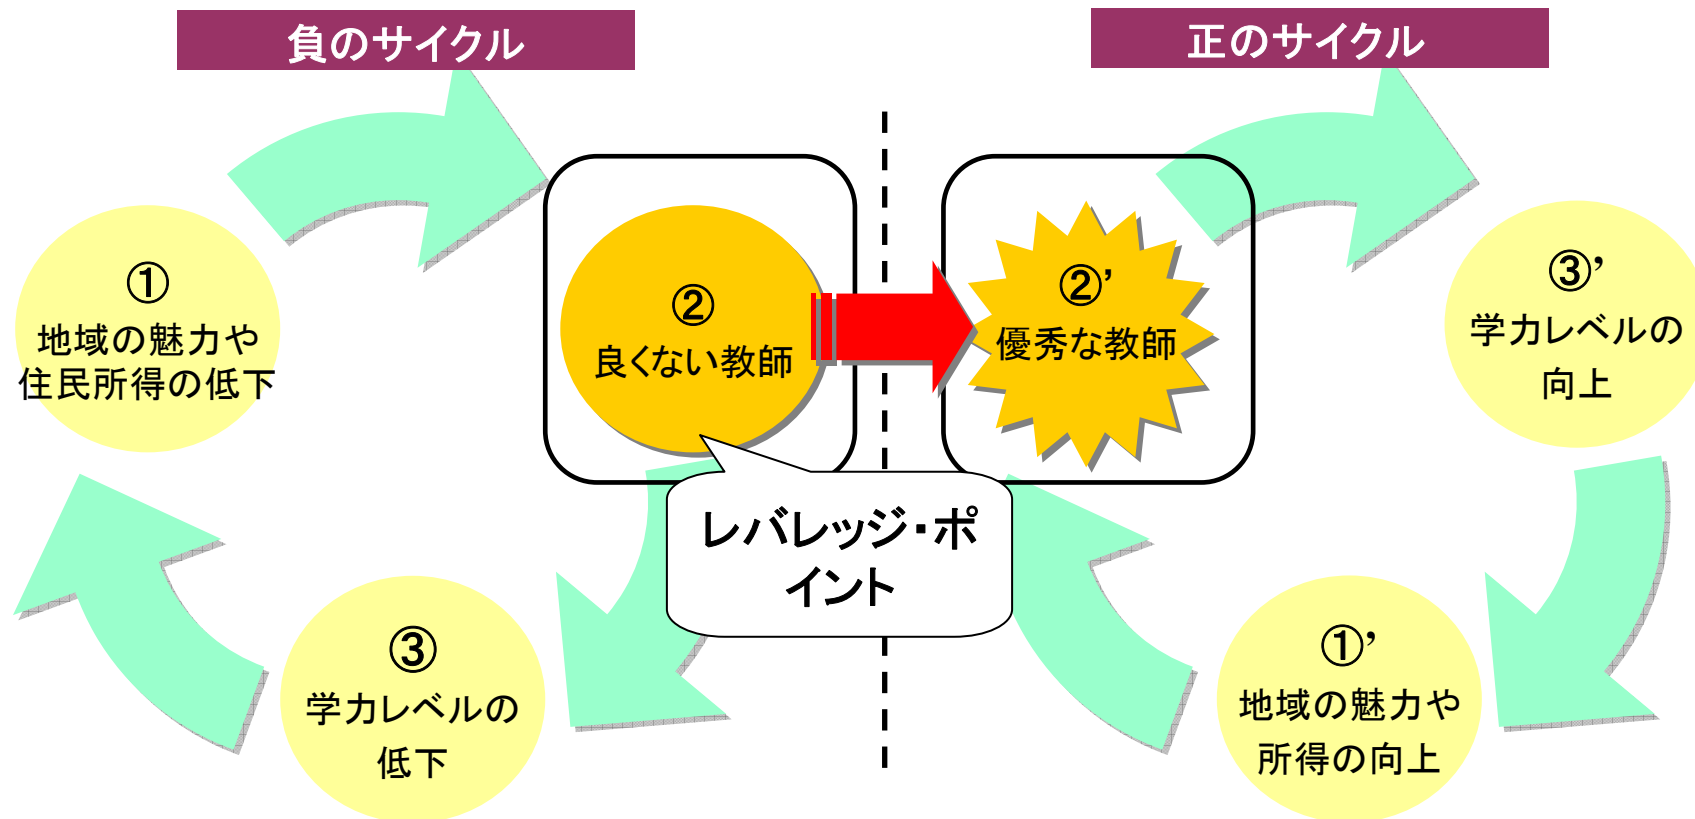 負のサイクル
正のサイクル
①
地域の魅力や
住民所得の低下
②
良くない教師
②’
優秀な教師
③’
学力レベルの
向上
レバレッジ・ポ
イント
③
学力レベルの
低下
①’
地域の魅力や
所得の向上